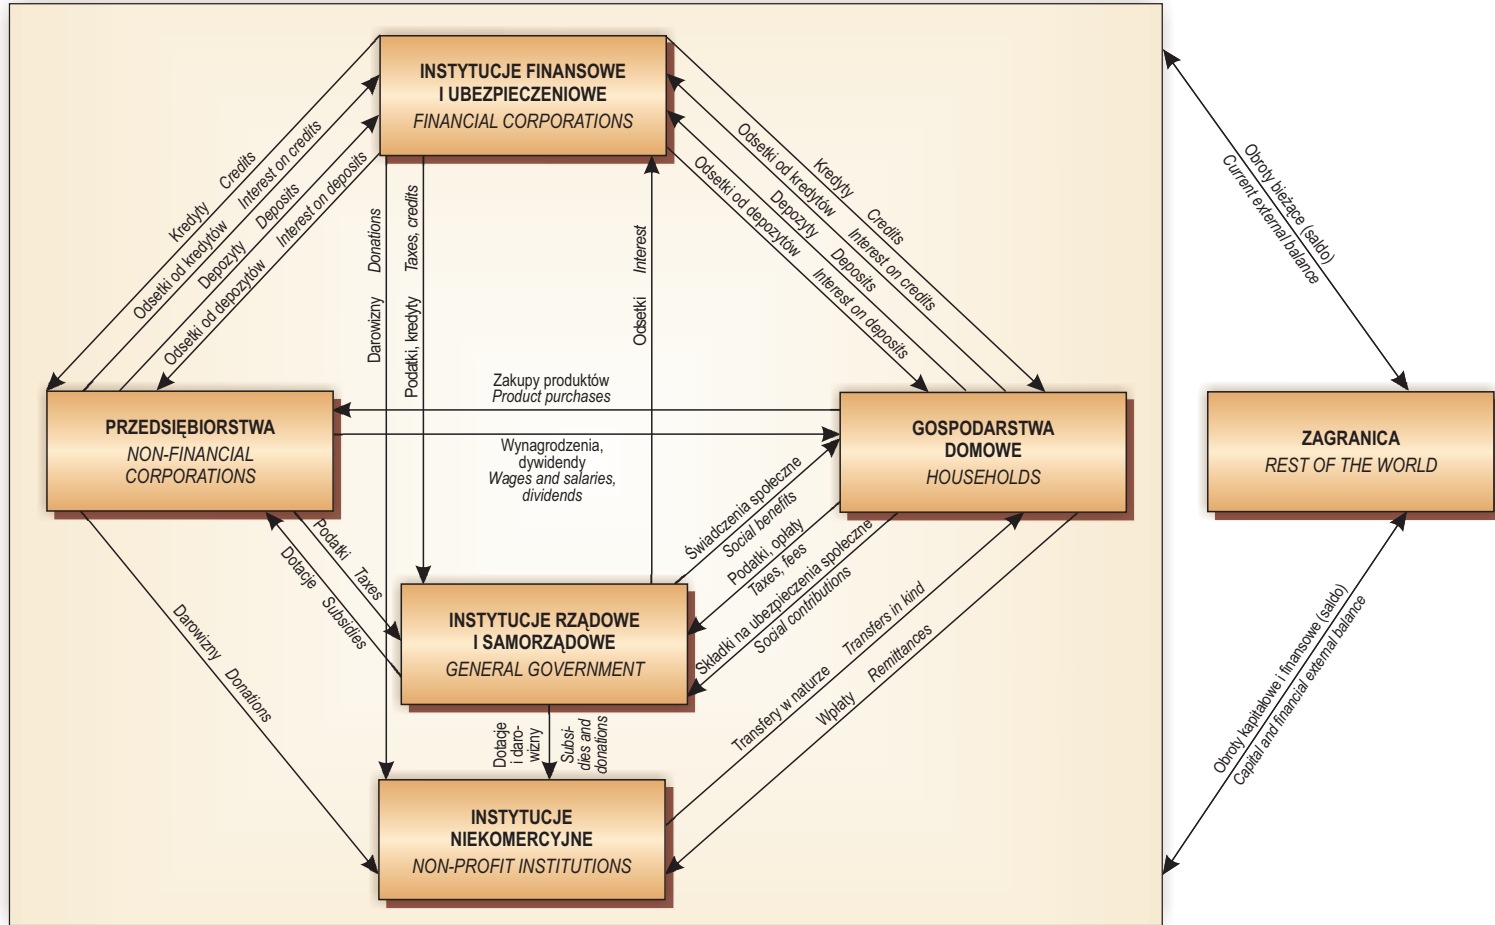 INSTYTUCJE FINANSOWE
I UBEZPIECZENIOWE
FINANCIAL CORPORATIONS
Kredyty Credits
Odsetki od kredytów Interest on credits
Depozyty Deposits
Odsetki od depozytów Interest on deposits
Darowizny Donations
Podatki, kredyty Taxes, credits
Odsetki Interest
Kredyty Credits
Odsetki od kredytów Interest on credits
Depozyty Deposits
Odsetki od depozytów Interest on deposits
Obroty bieżące (saldo)
Current external balance
PRZEDSIĘBIORSTWA
NON-FINANCIAL
CORPORATIONS
Zakupy produktów
Product purchases
Wynagrodzenia,
dywidendy
Wages and salaries,
dividends
GOSPODARSTWA
DOMOWE
HOUSEHOLDS
ZAGRANICA
REST OF THE WORLD
Podatki Taxes
Dotacje Subsidies
Darowizny Donations
Świadczenia społeczne
Social benefits
Podatki, opłaty
Taxes, fees
Składki na ubezpieczenia społeczne
Social contributions
Transfery w naturze Transfers in kind
Wpłaty Remittances
Obroty kapitałowe i finansowe (saldo)
Capital and financial external balance
INSTYTUCJE RZĄDOWE
I SAMORZĄDOWE
GENERAL GOVERNMENT
Dotacje
i daro-
wizny
Subsi-
dies and
donations
INSTYTUCJE
NIEKOMERCYJNE
NON-PROFIT INSTITUTIONS